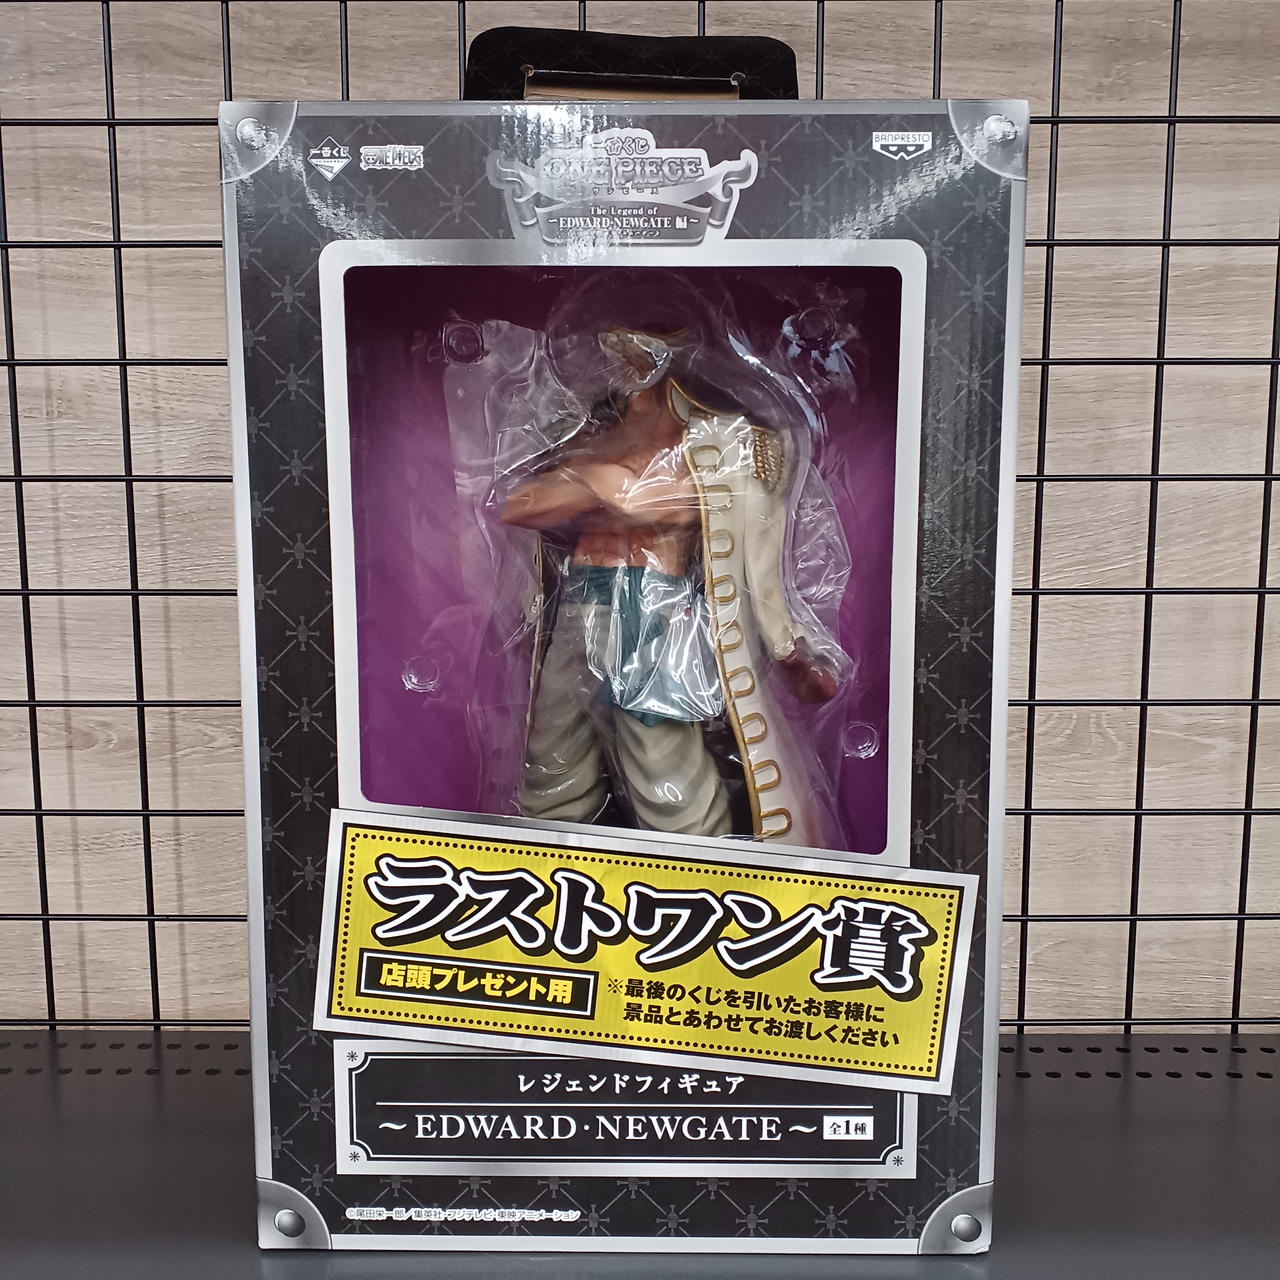 一番くじ
ONE PIECE
BANPRESTO
一番くじ
ONE PIECE
ワンピース
The Legend of
〜EDWARD・NEWGATE 編〜
ラストワン賞
店頭プレゼント用
※最後のくじを引いたお客様に
景品とあわせてお渡しください
レジェンドフィギュア
〜EDWARD・NEWGATE〜 全1種
©尾田栄一郎／集英社・フジテレビ・東映アニメーション